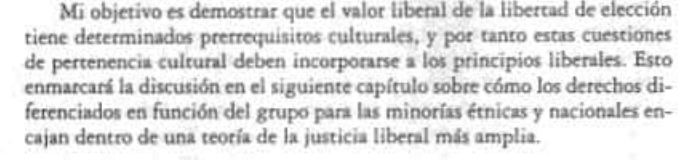 Mi objetivo es demostrar que el valor liberal de la libertad de elección
tiene determinados prerrequisitos culturales, y por tanto estas cuestiones
de pertenencia cultural deben incorporarse a los principios liberales. Esto
enmarcará la discusión en el siguiente capítulo sobre cómo los derechos di-
ferenciados en función del grupo para las minorías étnicas y nacionales en-
cajan dentro de una teoría de la justicia liberal más amplia.